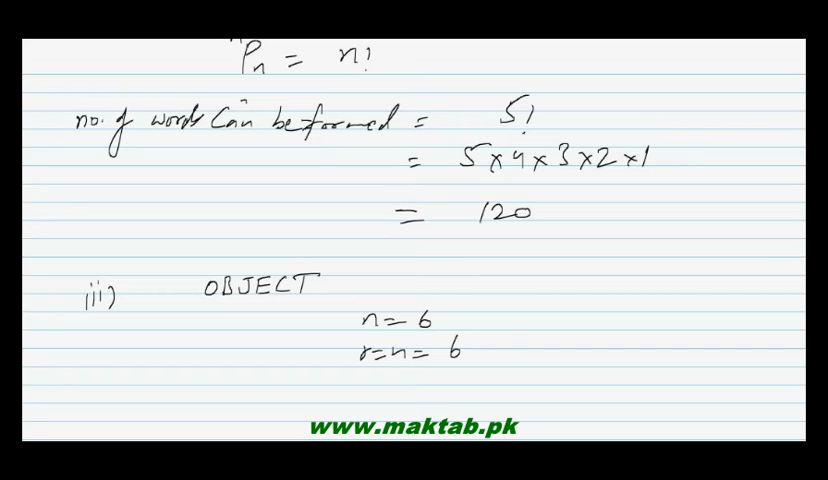 ⁿPₙ = n!
no. of words Can be formed = 5!
= 5 x 4 x 3 x 2 x 1
= 120
iii) OBJECT
n = 6
r = n = 6
www.maktab.pk